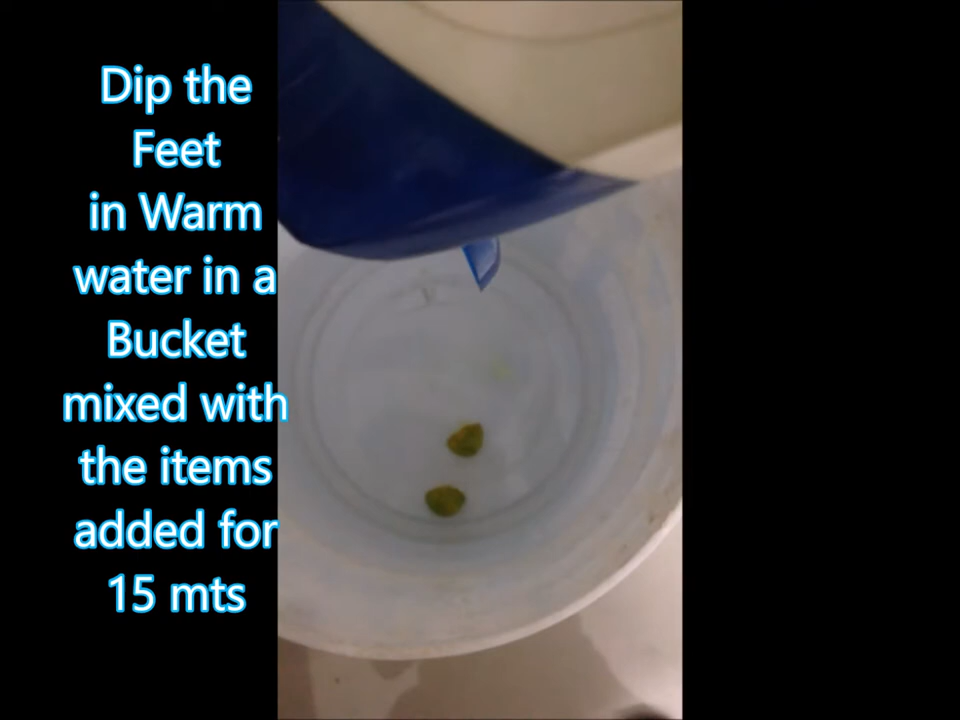 Dip the
Feet
in Warm
water in a
Bucket
mixed with
the items
added for
15 mts